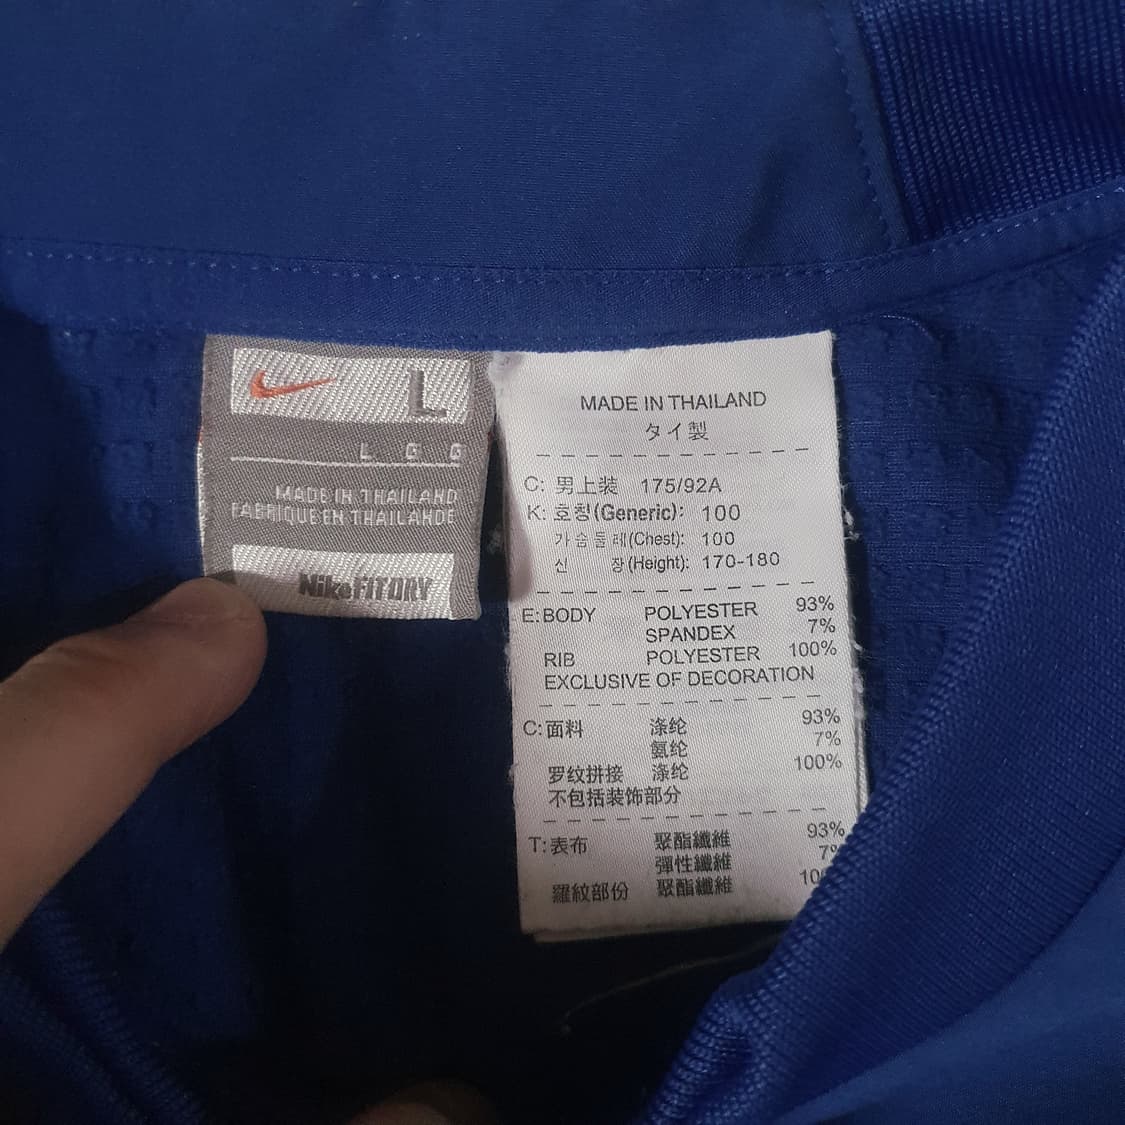 L
L G G
MADE IN THAILAND
FABRIQUE EN THAILANDE
NikeFITDRY
MADE IN THAILAND
タイ製
C: 男上装 175/92A
K: 호칭(Generic): 100
가슴둘레(Chest): 100
신 장(Height): 170-180
E: BODY POLYESTER 93%
SPANDEX 7%
RIB POLYESTER 100%
EXCLUSIVE OF DECORATION
C: 面料 涤纶 93%
氨纶 7%
罗纹拼接 涤纶 100%
不包括装饰部分
T: 表布 聚酯纖維 93%
彈性纖維 7%
羅紋部份 聚酯纖維